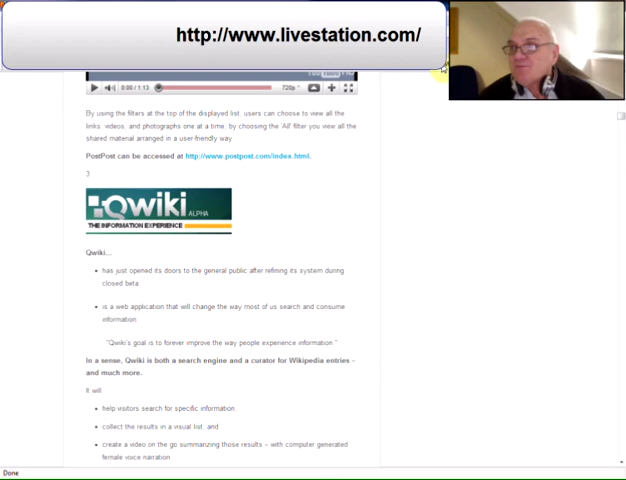 http://www.livestation.com/
0:00 / 1:13
720p
By using the filters at the top of the displayed list, users can choose to view all the
links, videos, and photographs one at a time, by choosing the 'All' filter you view all the
shared material arranged in a user-friendly way
PostPost can be accessed at http://www.postpost.com/index.html.
3
Qwiki ALPHA
THE INFORMATION EXPERIENCE
Qwiki...
has just opened its doors to the general public after refining its system during
closed beta
is a web application that will change the way most of us search and consume
information
"Qwiki's goal is to forever improve the way people experience information."
In a sense, Qwiki is both a search engine and a curator for Wikipedia entries –
and much more.
It will
help visitors search for specific information
collect the results in a visual list; and
create a video on the go summarizing those results – with computer generated
female voice narration
Done